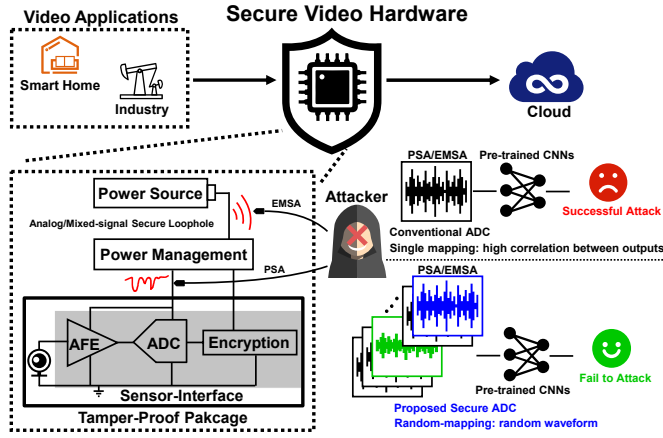 Video Applications
Secure Video Hardware
Smart Home
Industry
Cloud
Power Source
Analog/Mixed-signal Secure Loophole
EMSA
Attacker
Power Management
PSA
AFE
ADC
Encryption
Sensor-Interface
Tamper-Proof Pakcage
PSA/EMSA
Pre-trained CNNs
Successful Attack
Conventional ADC
Single mapping: high correlation between outputs
PSA/EMSA
Pre-trained CNNs
Fail to Attack
Proposed Secure ADC
Random-mapping: random waveform